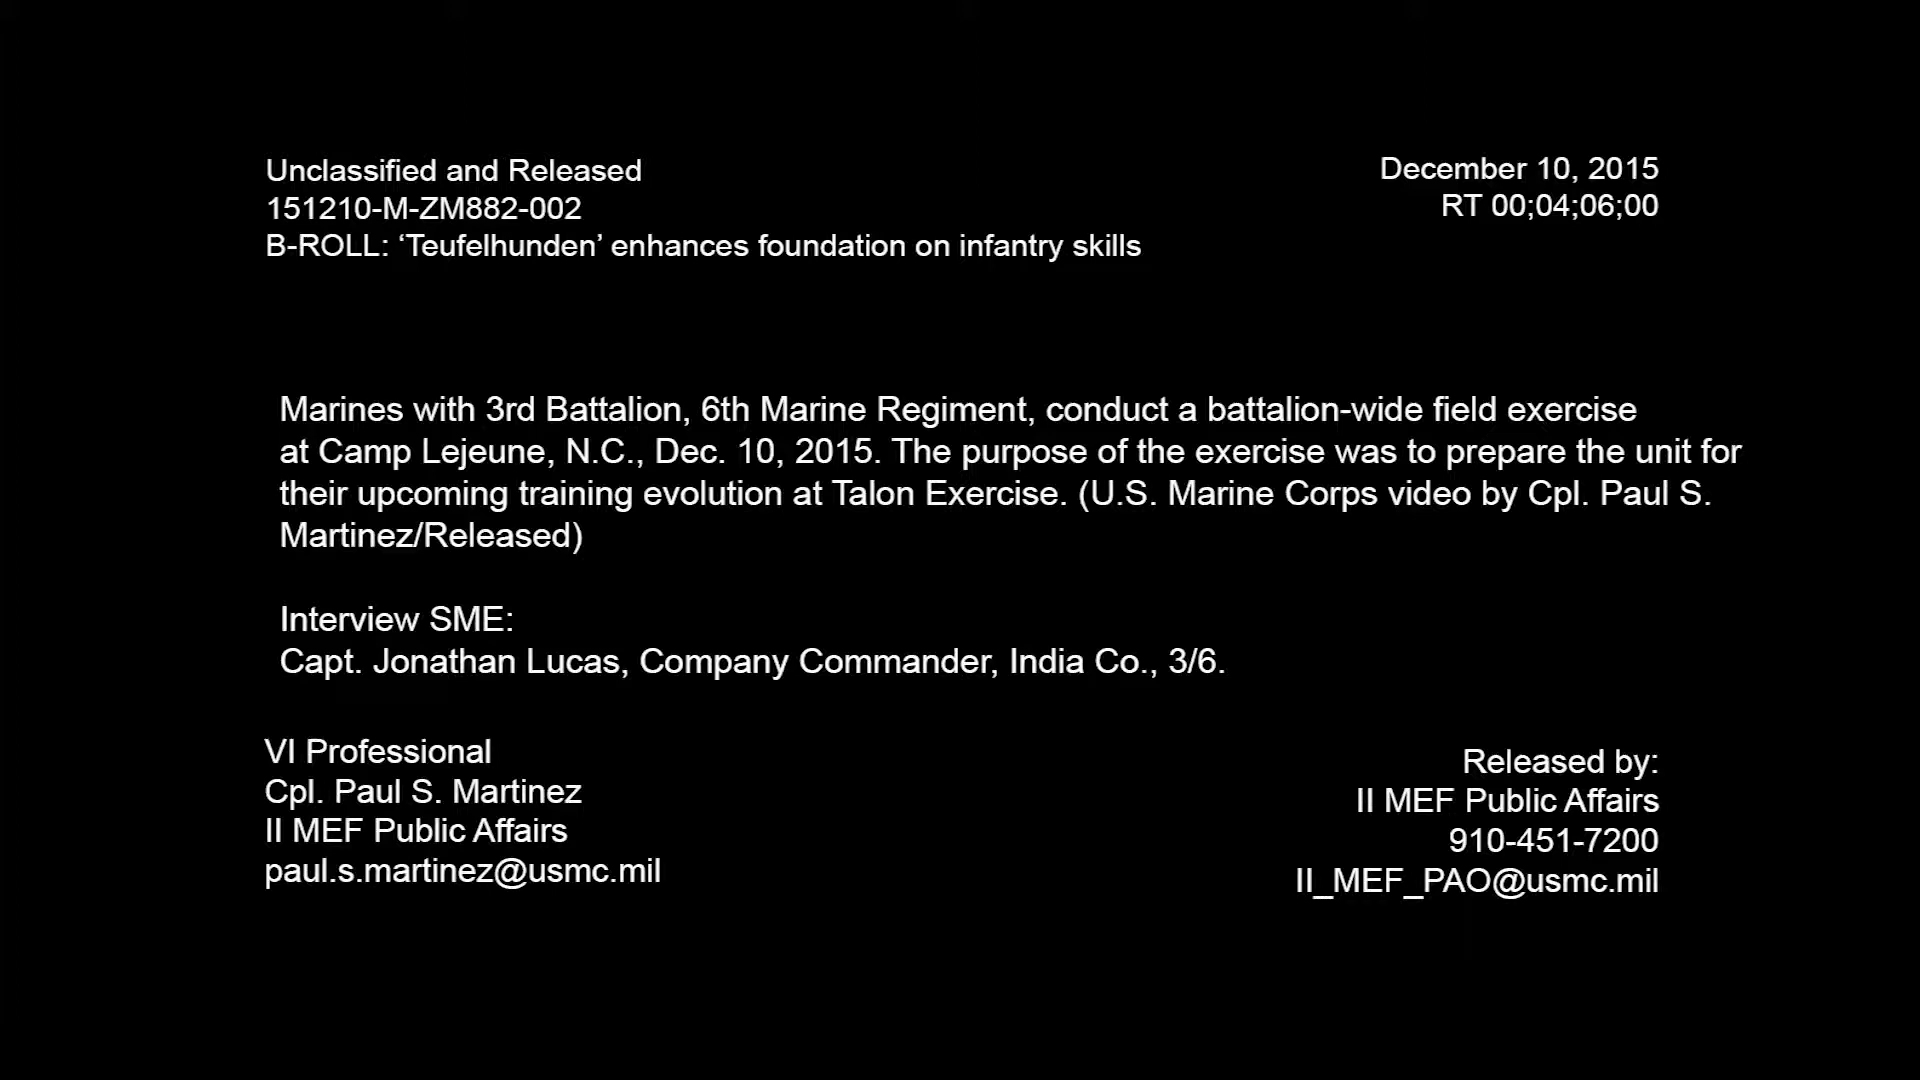 Unclassified and Released
151210-M-ZM882-002
B-ROLL: ‘Teufelhunden’ enhances foundation on infantry skills
December 10, 2015
RT 00;04;06;00
Marines with 3rd Battalion, 6th Marine Regiment, conduct a battalion-wide field exercise
at Camp Lejeune, N.C., Dec. 10, 2015. The purpose of the exercise was to prepare the unit for
their upcoming training evolution at Talon Exercise. (U.S. Marine Corps video by Cpl. Paul S.
Martinez/Released)
Interview SME:
Capt. Jonathan Lucas, Company Commander, India Co., 3/6.
VI Professional
Cpl. Paul S. Martinez
II MEF Public Affairs
paul.s.martinez@usmc.mil
Released by:
II MEF Public Affairs
910-451-7200
II_MEF_PAO@usmc.mil